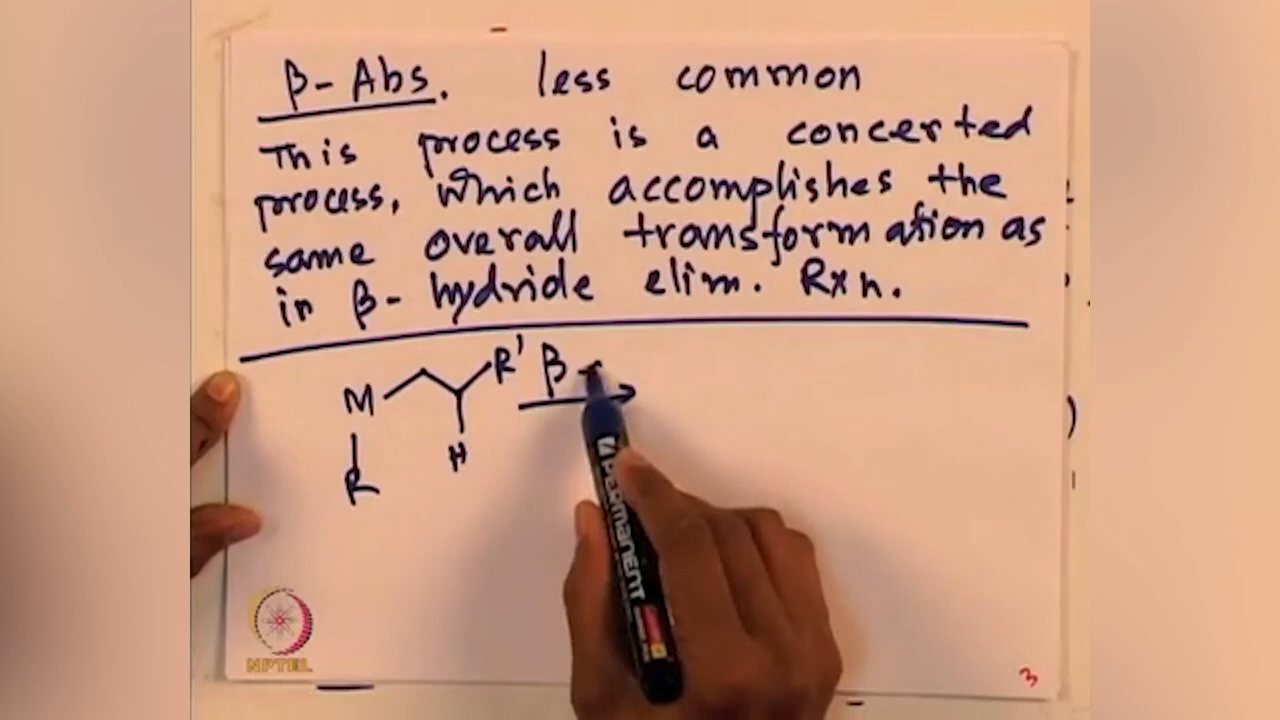 β- Abs. less common
This process is a concerted
process, which accomplishes the
same overall transformation as
in β- hydride elim. Rxn.
R' β -
M
H
R
PERMANENT
NPTEL
3